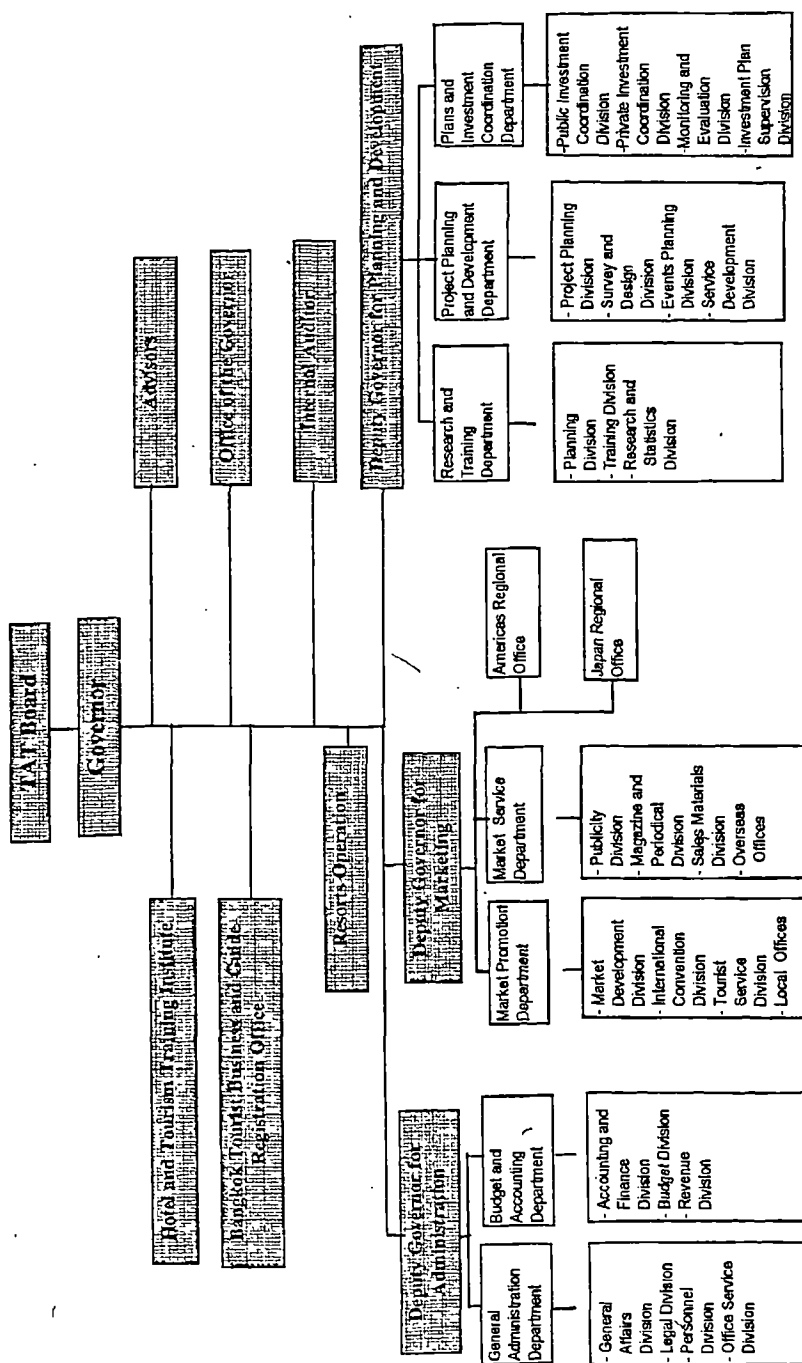 TAT Board
Governor
Hotel and Tourism Training Institute
Advisors
Bangkok Tourist Business and Guide
Registration Office
Office of the Governor
Internal Auditor
Resorts Operation
Deputy Governor for
Administration
Deputy Governor for
Marketing
Deputy Governor for Planning and Development
General
Administration
Department
Budget and
Accounting
Department
Market Promotion
Department
Market Service
Department
Americas Regional
Office
Japan Regional
Office
Research and
Training
Department
Project Planning
and Development
Department
Plans and
Investment
Coordination
Department
- General
Affairs
Division
- Legal Division
- Personnel
Division
- Office Service
Division
- Accounting and
Finance
Division
- Budget Division
- Revenue
Division
- Market
Development
Division
- International
Convention
Division
- Tourist
Service
Division
- Local Offices
- Publicity
Division
- Magazine and
Periodical
Division
- Sales Materials
Division
- Overseas
Offices
- Planning
Division
- Training Division
- Research and
Statistics
Division
- Project Planning
Division
- Survey and
Design
Division
- Events Planning
Division
- Service
Development
Division
-Public Investment
Coordination
Division
-Private Investment
Coordination
Division
-Monitoring and
Evaluation
Division
-Investment Plan
Supervision
Division